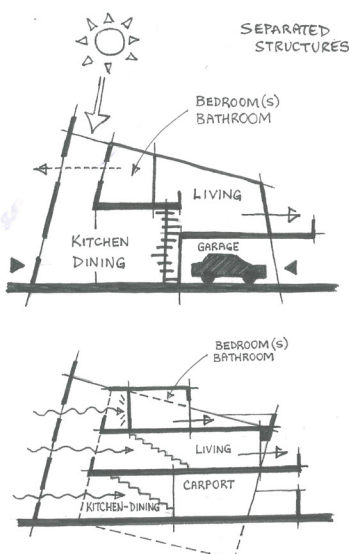 SEPARATED
STRUCTURES
BEDROOM(S)
BATHROOM
LIVING
KITCHEN
DINING
GARAGE
BEDROOM(S)
BATHROOM
LIVING
CARPORT
KITCHEN-DINING